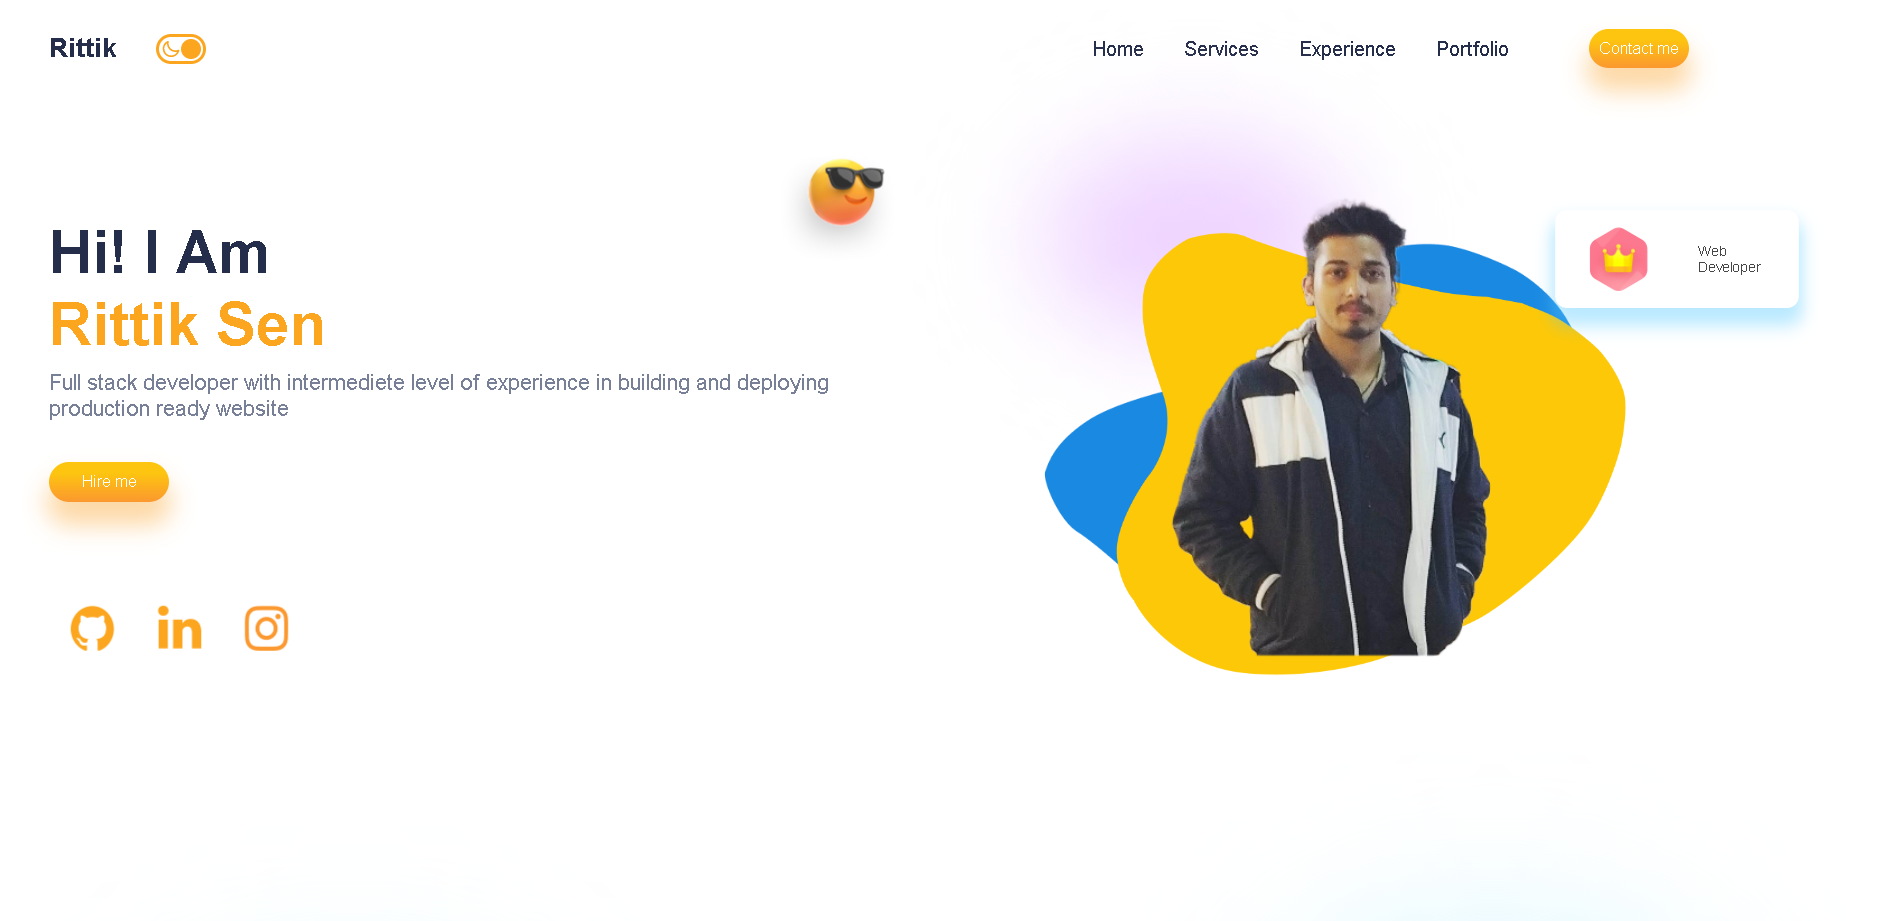 Rittik
Home
Services
Experience
Portfolio
Contact me
Hi! I Am
Rittik Sen
Full stack developer with intermediete level of experience in building and deploying
production ready website
Hire me
in
Web
Developer